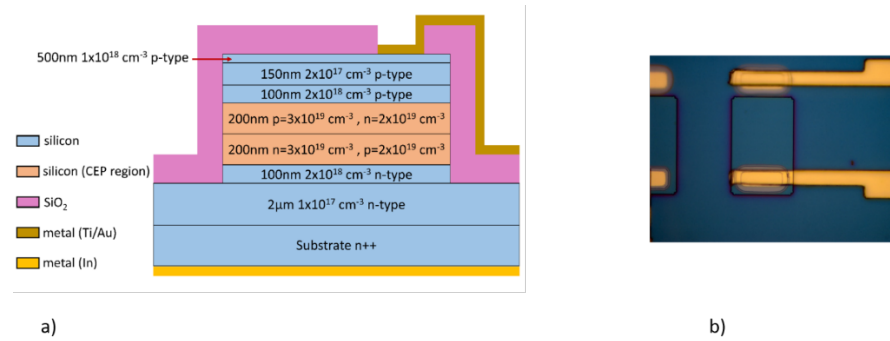 500nm 1x10¹⁸ cm⁻³ p-type
150nm 2x10¹⁷ cm⁻³ p-type
100nm 2x10¹⁸ cm⁻³ p-type
200nm p=3x10¹⁹ cm⁻³ , n=2x10¹⁹ cm⁻³
200nm n=3x10¹⁹ cm⁻³, p=2x10¹⁹ cm⁻³
100nm 2x10¹⁸ cm⁻³ n-type
2μm 1x10¹⁷ cm⁻³ n-type
Substrate n++
silicon
silicon (CEP region)
SiO₂
metal (Ti/Au)
metal (In)
a)
b)